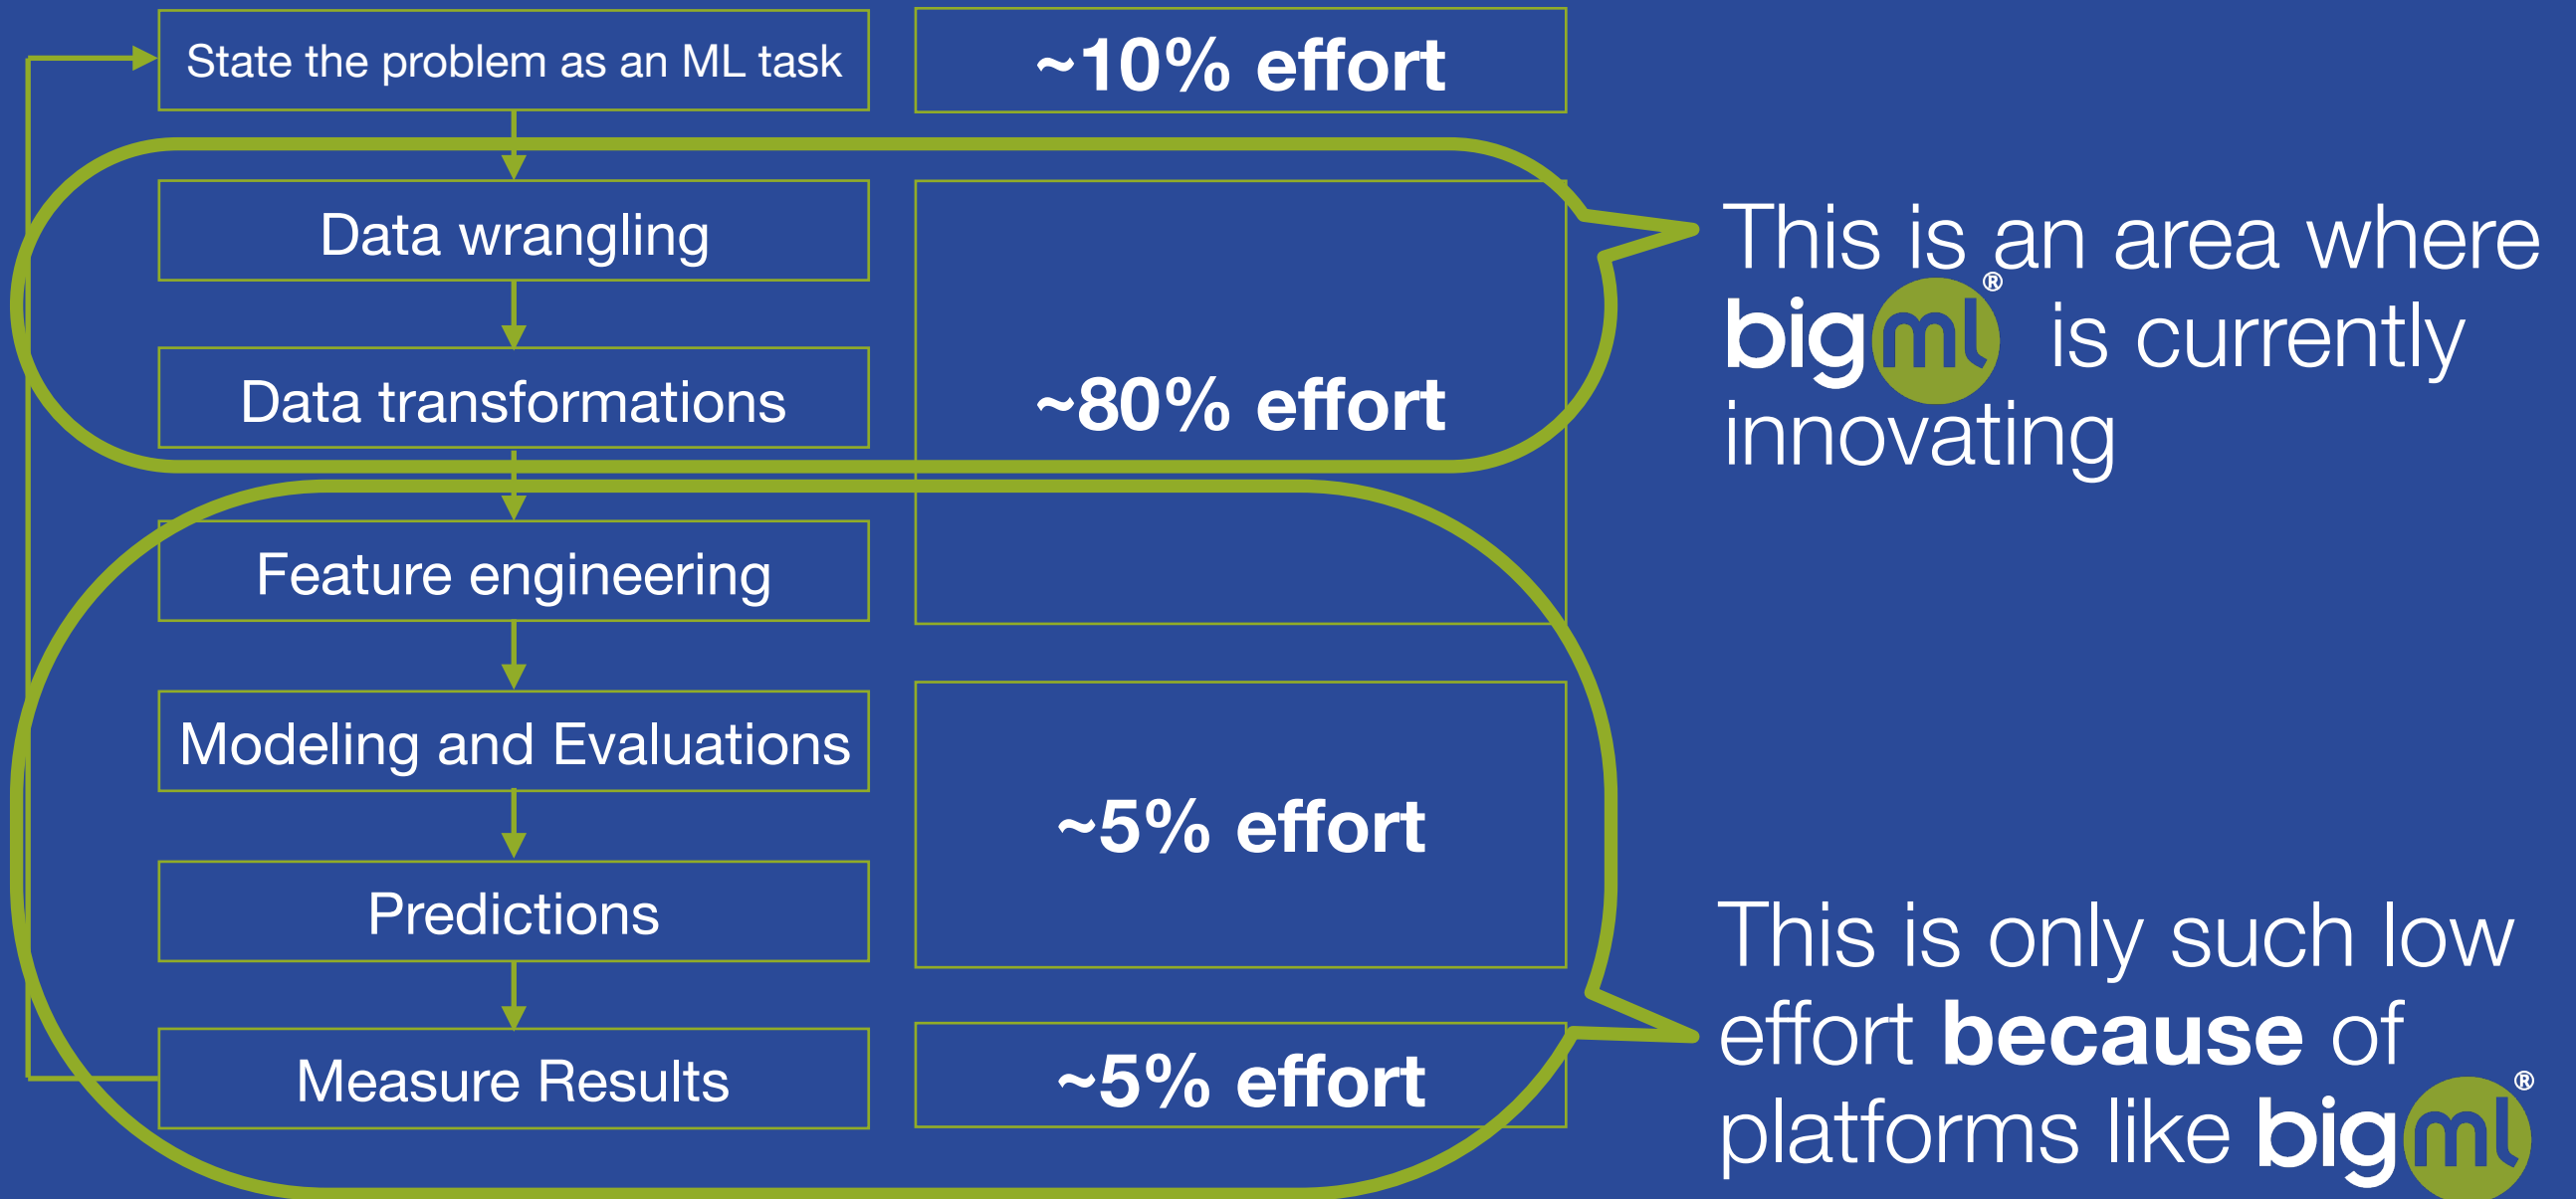 State the problem as an ML task
~10% effort
Data wrangling
Data transformations
~80% effort
Feature engineering
Modeling and Evaluations
Predictions
~5% effort
Measure Results
~5% effort
This is an area where
bigml® is currently
innovating
This is only such low
effort because of
platforms like bigml®